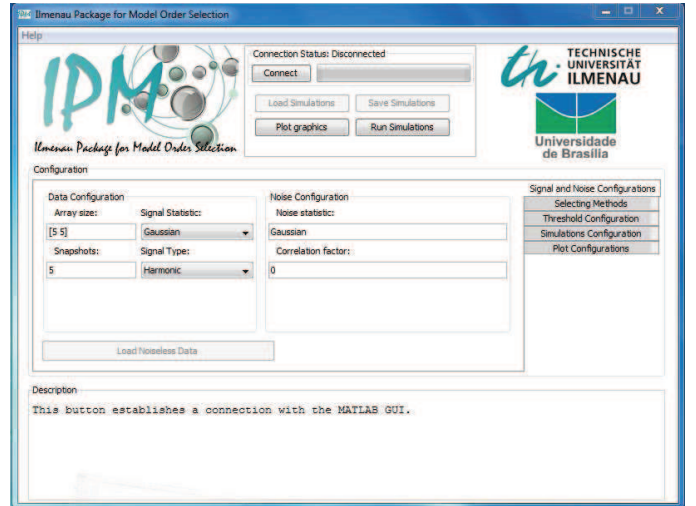 Ilmenau Package for Model Order Selection
Help
IPM
Ilmenau Package for Model Order Selection
Connection Status: Disconnected
Connect
Load Simulations Save Simulations
Plot graphics Run Simulations
th
TECHNISCHE
UNIVERSITÄT
ILMENAU
Universidade
de Brasília
Configuration
Data Configuration
Array size: Signal Statistic:
[5 5] Gaussian
Snapshots: Signal Type:
5 Harmonic
Noise Configuration
Noise statistic:
Gaussian
Correlation factor:
0
Load Noiseless Data
Signal and Noise Configurations
Selecting Methods
Threshold Configuration
Simulations Configuration
Plot Configurations
Description
This button establishes a connection with the MATLAB GUI.